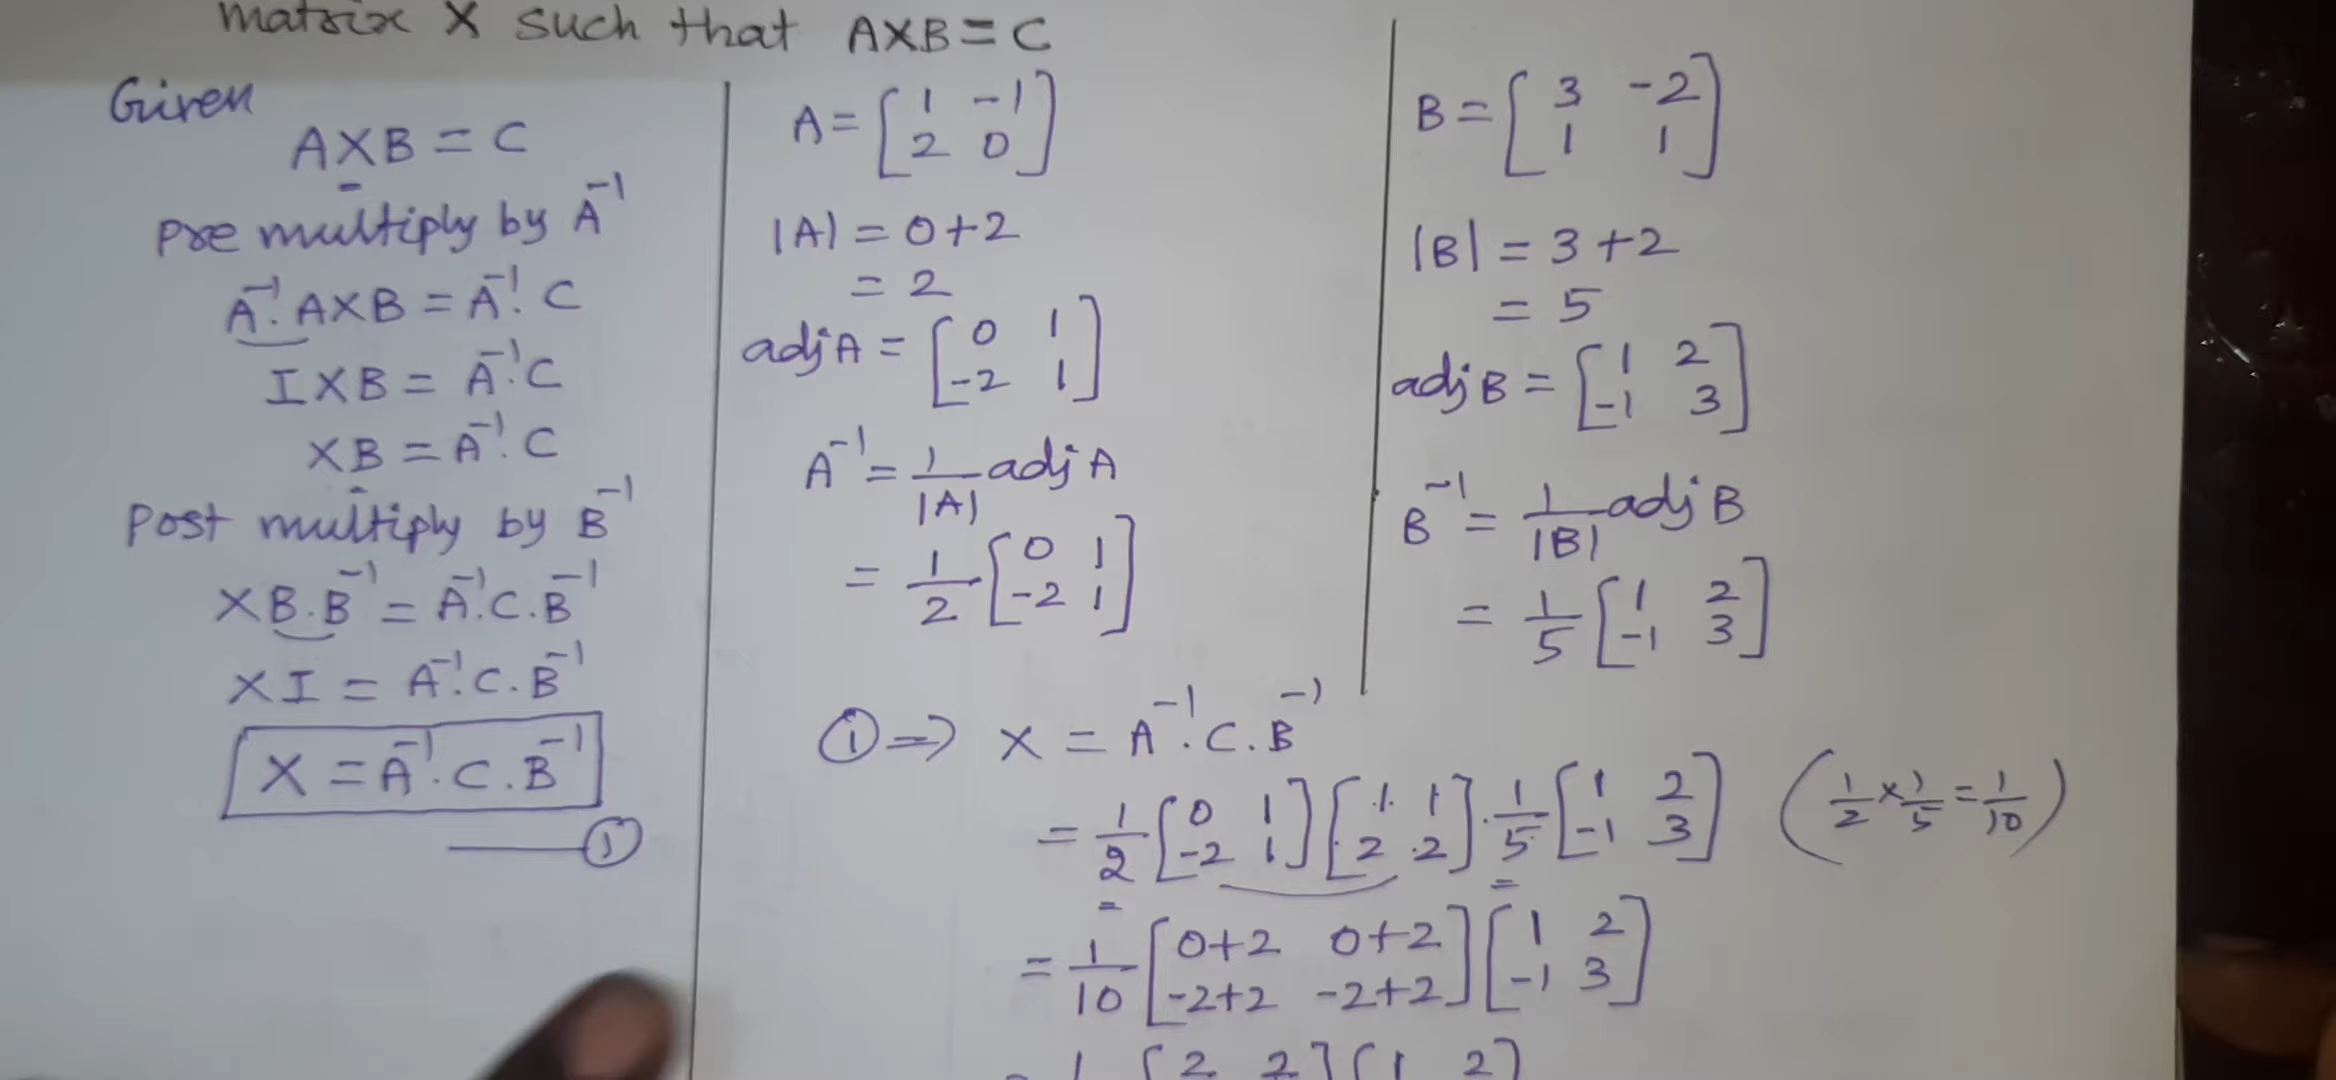 matrix X such that AXB = C
Given
AXB = C
Pre multiply by A⁻¹
A⁻¹. AXB = A⁻¹. C
IXB = A⁻¹. C
XB = A⁻¹. C
Post multiply by B⁻¹
XB.B⁻¹ = A⁻¹.C.B⁻¹
XI = A⁻¹.C.B⁻¹
X = A⁻¹.C.B⁻¹
①
A = [1 -1
2 0]
|A| = 0+2
= 2
adj A = [0 1
-2 1]
A⁻¹ = 1/|A| adj A
= 1/2 [0 1
-2 1]
B = [3 -2
1 1]
|B| = 3+2
= 5
adj B = [1 2
-1 3]
B⁻¹ = 1/|B| adj B
= 1/5 [1 2
-1 3]
① ⇒ X = A⁻¹.C.B⁻¹
= 1/2 [0 1 ] [1 1 ] . 1/5 [1 2 ] (1/2 × 1/5 = 1/10)
-2 1 2 2 -1 3
= 1/10 [0+2 0+2 ] [1 2
-2+2 -2+2 -1 3]
[2 2] [1 2]